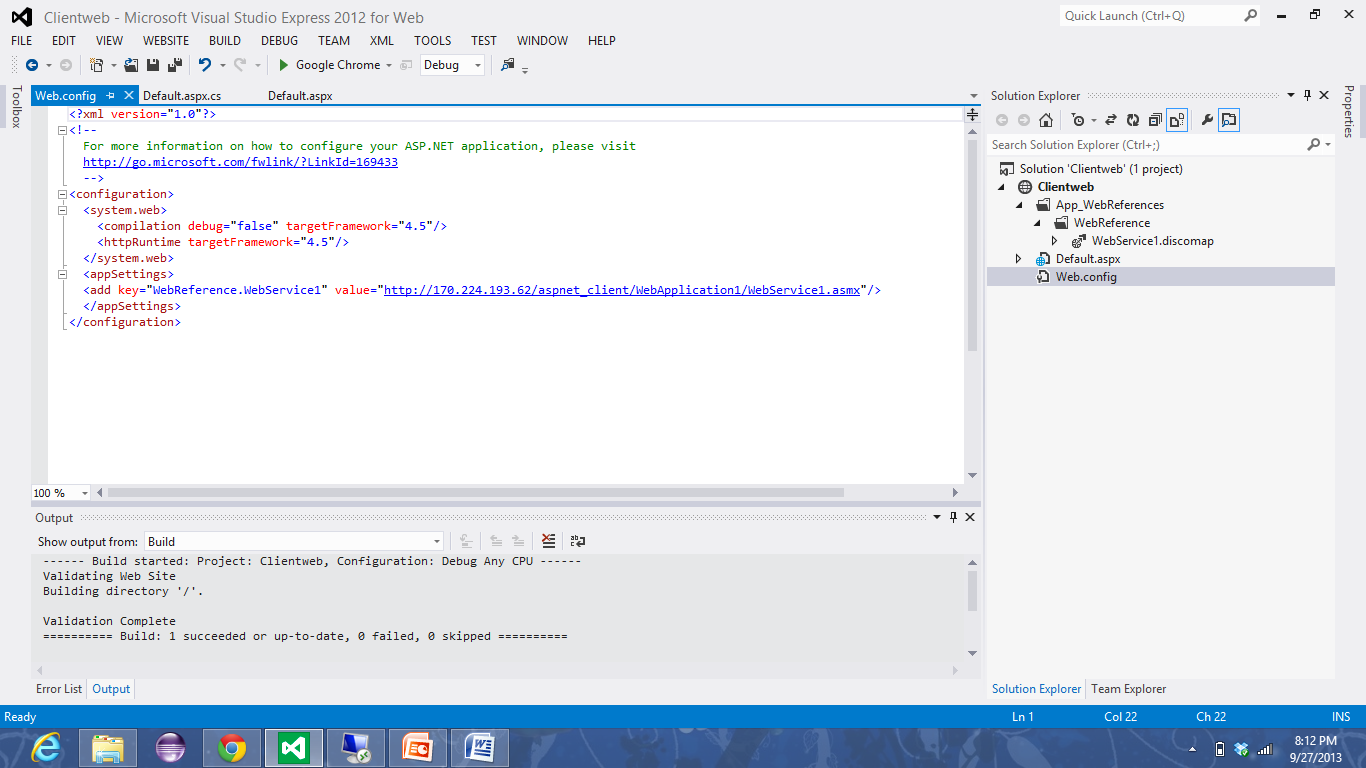 Clientweb - Microsoft Visual Studio Express 2012 for Web
Quick Launch (Ctrl+Q)
FILE EDIT VIEW WEBSITE BUILD DEBUG TEAM XML TOOLS TEST WINDOW HELP
Google Chrome Debug
Toolbox
Web.config Default.aspx.cs Default.aspx
<?xml version="1.0"?>
<!--
For more information on how to configure your ASP.NET application, please visit
http://go.microsoft.com/fwlink/?LinkId=169433
-->
<configuration>
<system.web>
<compilation debug="false" targetFramework="4.5"/>
<httpRuntime targetFramework="4.5"/>
</system.web>
<appSettings>
<add key="WebReference.WebService1" value="http://170.224.193.62/aspnet_client/WebApplication1/WebService1.asmx"/>
</appSettings>
</configuration>
100 %
Output
Show output from: Build
------ Build started: Project: Clientweb, Configuration: Debug Any CPU ------
Validating Web Site
Building directory '/'.
Validation Complete
========== Build: 1 succeeded or up-to-date, 0 failed, 0 skipped ==========
Error List Output
Solution Explorer
Search Solution Explorer (Ctrl+;)
Solution 'Clientweb' (1 project)
Clientweb
App_WebReferences
WebReference
WebService1.discomap
Default.aspx
Web.config
Solution Explorer Team Explorer
Properties
Ready Ln 1 Col 22 Ch 22 INS
8:12 PM
9/27/2013